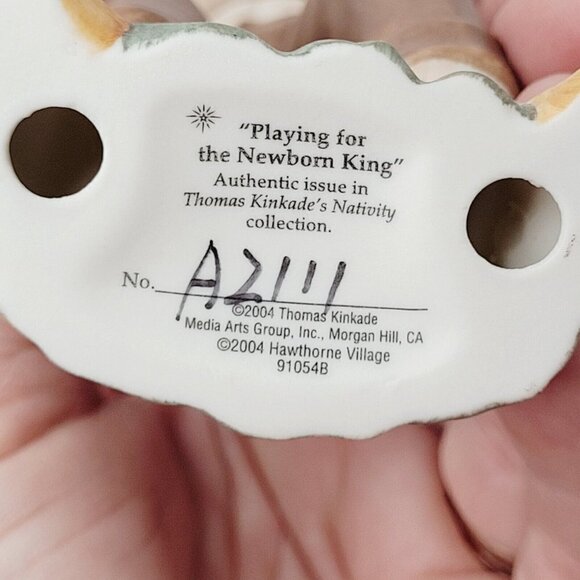 "Playing for
the Newborn King"
Authentic issue in
Thomas Kinkade's Nativity
collection.
No. A2111
©2004 Thomas Kinkade
Media Arts Group, Inc., Morgan Hill, CA
©2004 Hawthorne Village
91054B